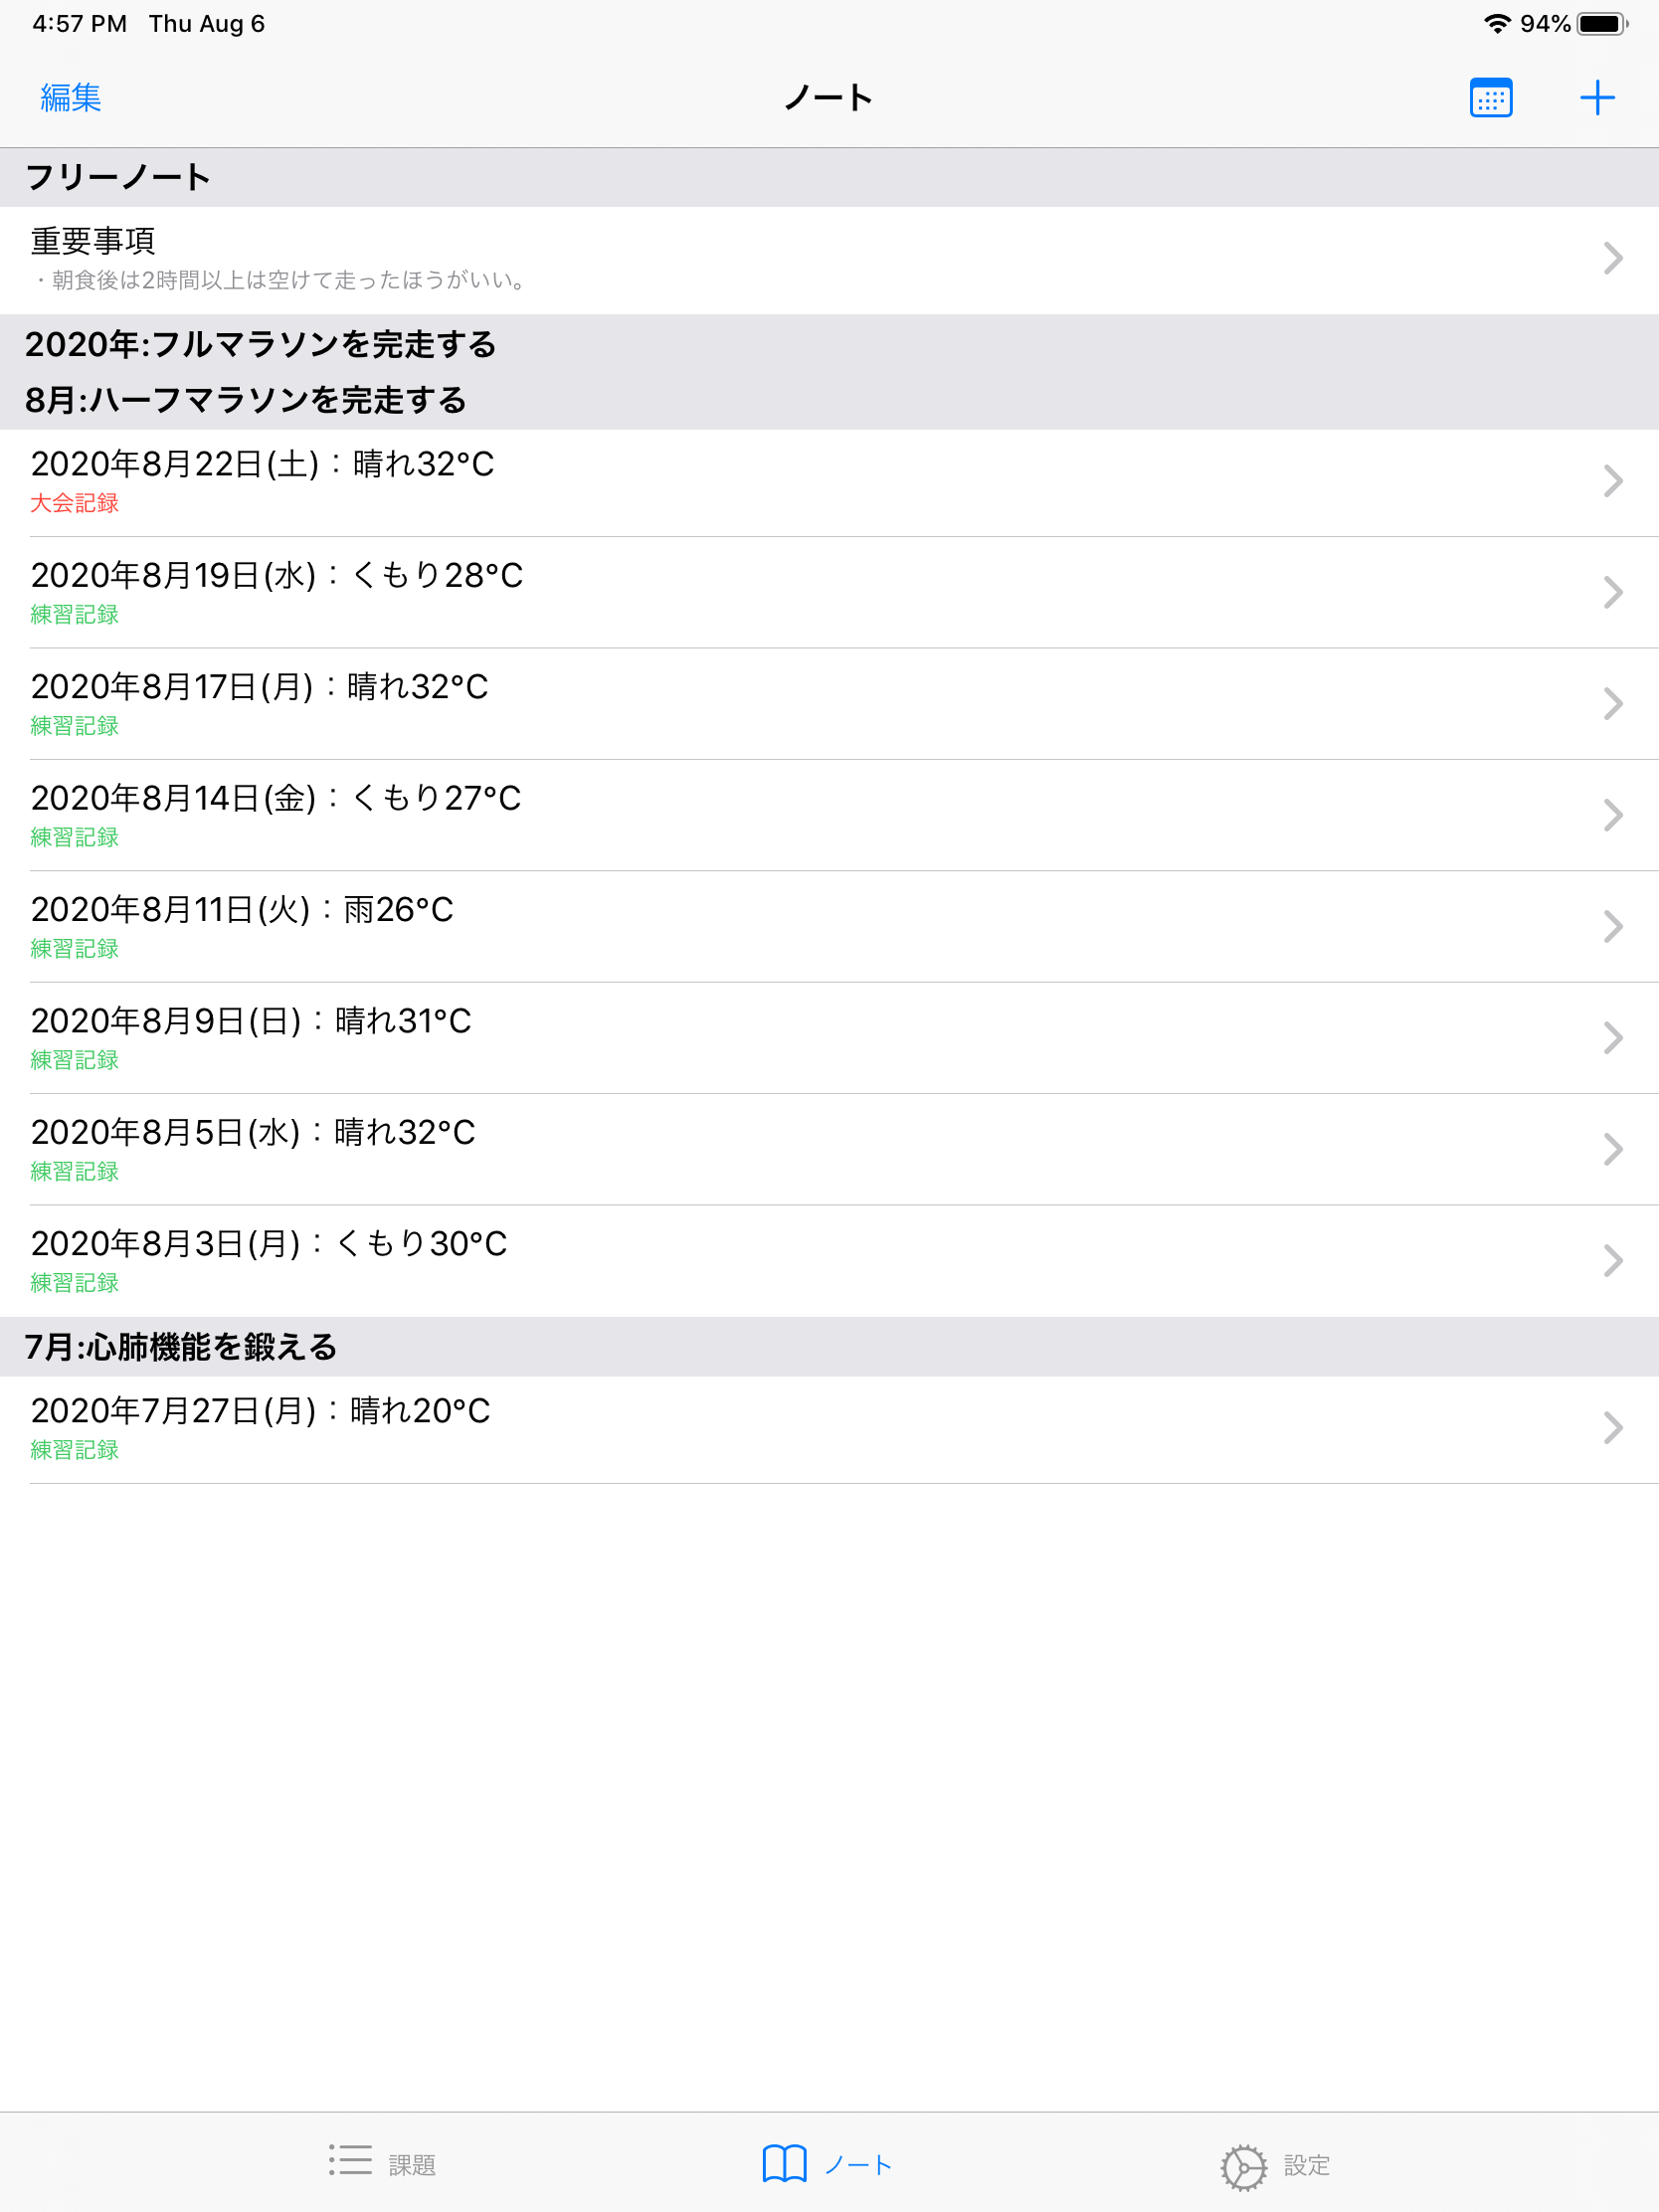 4:57 PM Thu Aug 6 94%
編集 ノート
フリーノート
重要事項
・朝食後は2時間以上は空けて走ったほうがいい。
2020年:フルマラソンを完走する
8月:ハーフマラソンを完走する
2020年8月22日(土)：晴れ32°C
大会記録
2020年8月19日(水)：くもり28°C
練習記録
2020年8月17日(月)：晴れ32°C
練習記録
2020年8月14日(金)：くもり27°C
練習記録
2020年8月11日(火)：雨26°C
練習記録
2020年8月9日(日)：晴れ31°C
練習記録
2020年8月5日(水)：晴れ32°C
練習記録
2020年8月3日(月)：くもり30°C
練習記録
7月:心肺機能を鍛える
2020年7月27日(月)：晴れ20°C
練習記録
課題 ノート 設定